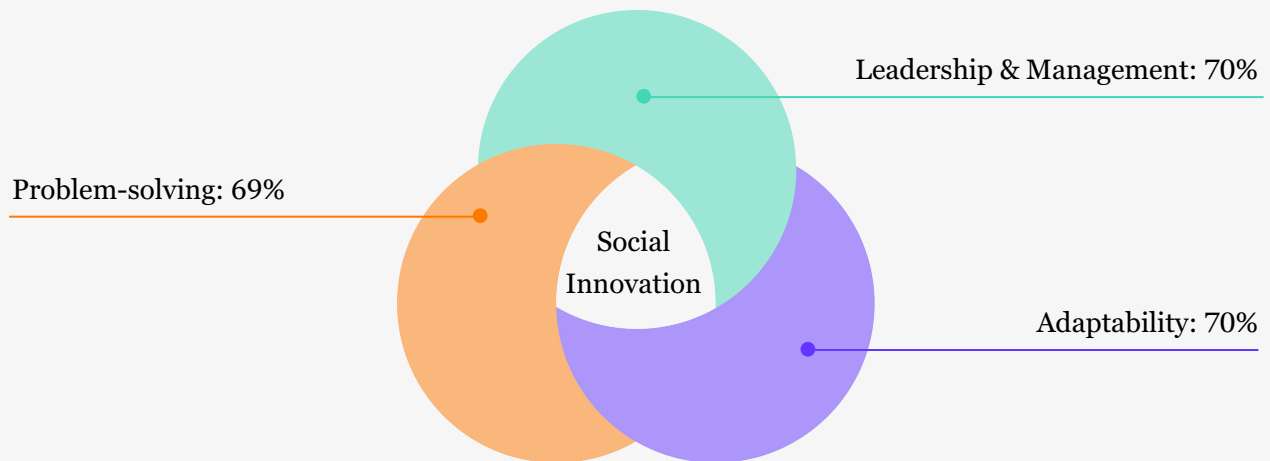 Leadership & Management: 70%
Problem-solving: 69%
Social
Innovation
Adaptability: 70%